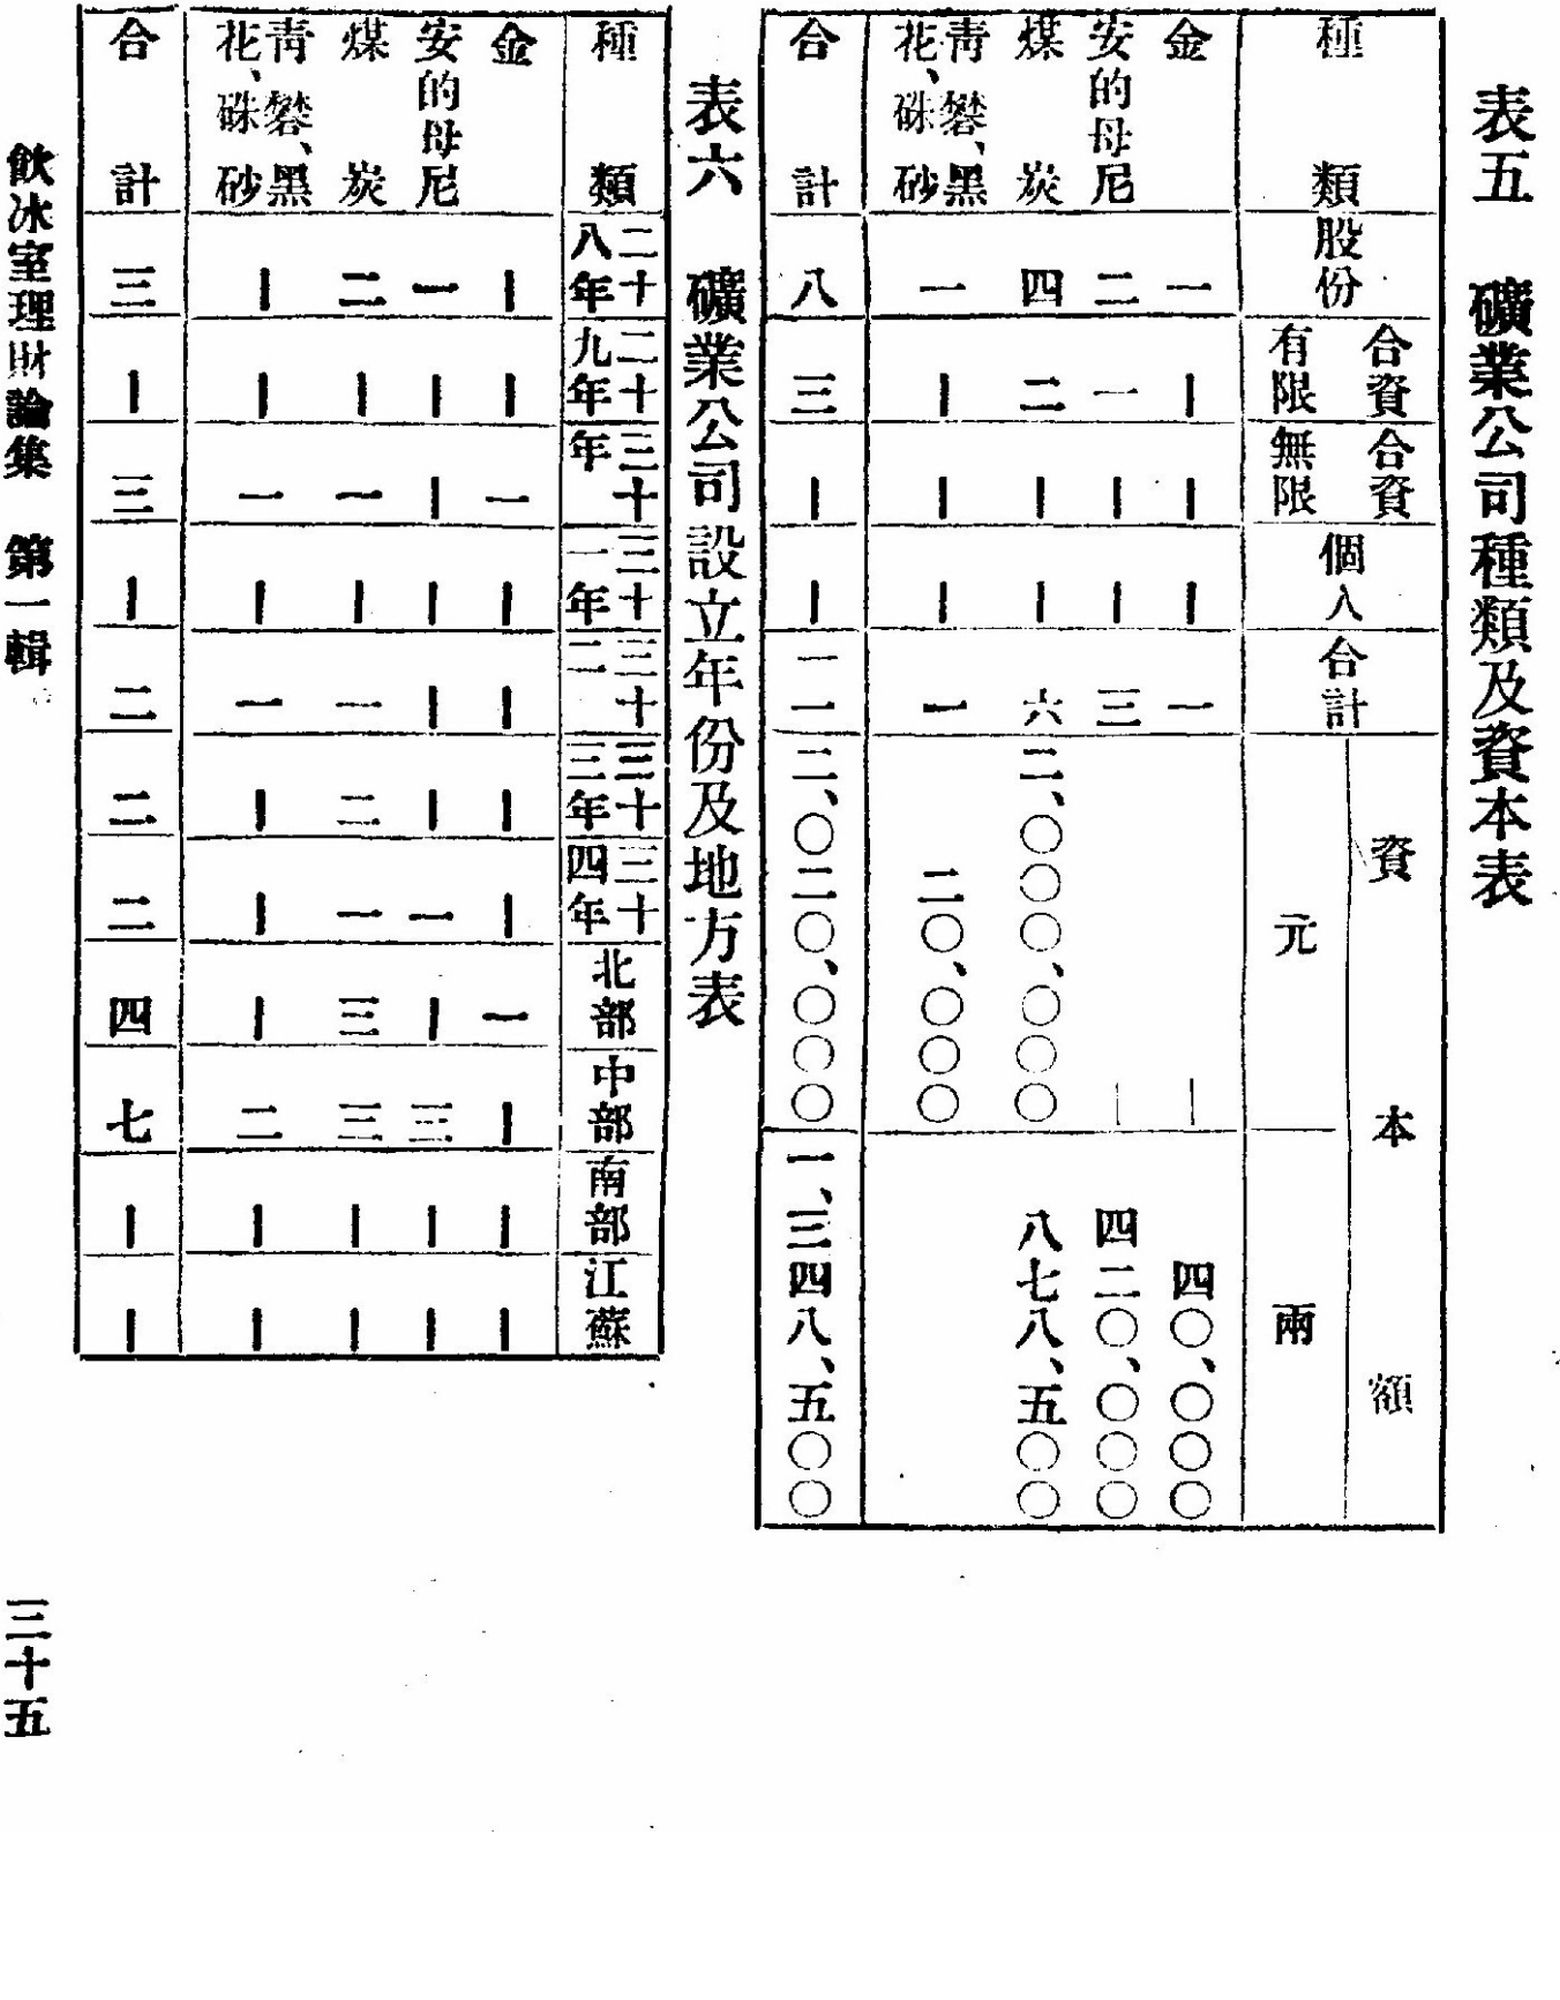 表五 礦業公司種類及資本表
種類 股份 合資有限 合資無限 個人 合計 資本額 元 兩
金 一 ｜ ｜ ｜ 一 ｜ 四〇、〇〇〇
安的母尼 二 一 ｜ ｜ 三 ｜ 四二〇、〇〇〇
煤炭 四 二 ｜ ｜ 六 二、〇〇〇、〇〇〇 八七八、五〇〇
青礬、黑花、硃砂 一 ｜ ｜ ｜ 一 二〇、〇〇〇
合計 八 三 ｜ ｜ 一一 二、〇二〇、〇〇〇 一、三四八、五〇〇
表六 礦業公司設立年份及地方表
種類 二十八年 二十九年 三十年 三十一年 三十二 三十三年 三十四年 北部 中部 南部 江蘇
金 ｜ ｜ 一 ｜ ｜ ｜ ｜ 一 ｜ ｜ ｜
安的母尼 一 ｜ ｜ ｜ ｜ ｜ 一 ｜ 三 ｜ ｜
煤炭 二 ｜ 一 ｜ 一 二 一 三 三 ｜ ｜
青礬、黑花、硃砂 ｜ ｜ 一 ｜ 一 ｜ ｜ ｜ 二 ｜ ｜
合計 三 ｜ 三 ｜ 二 二 二 四 七 ｜ ｜
飲冰室理財論集 第一輯 三十五